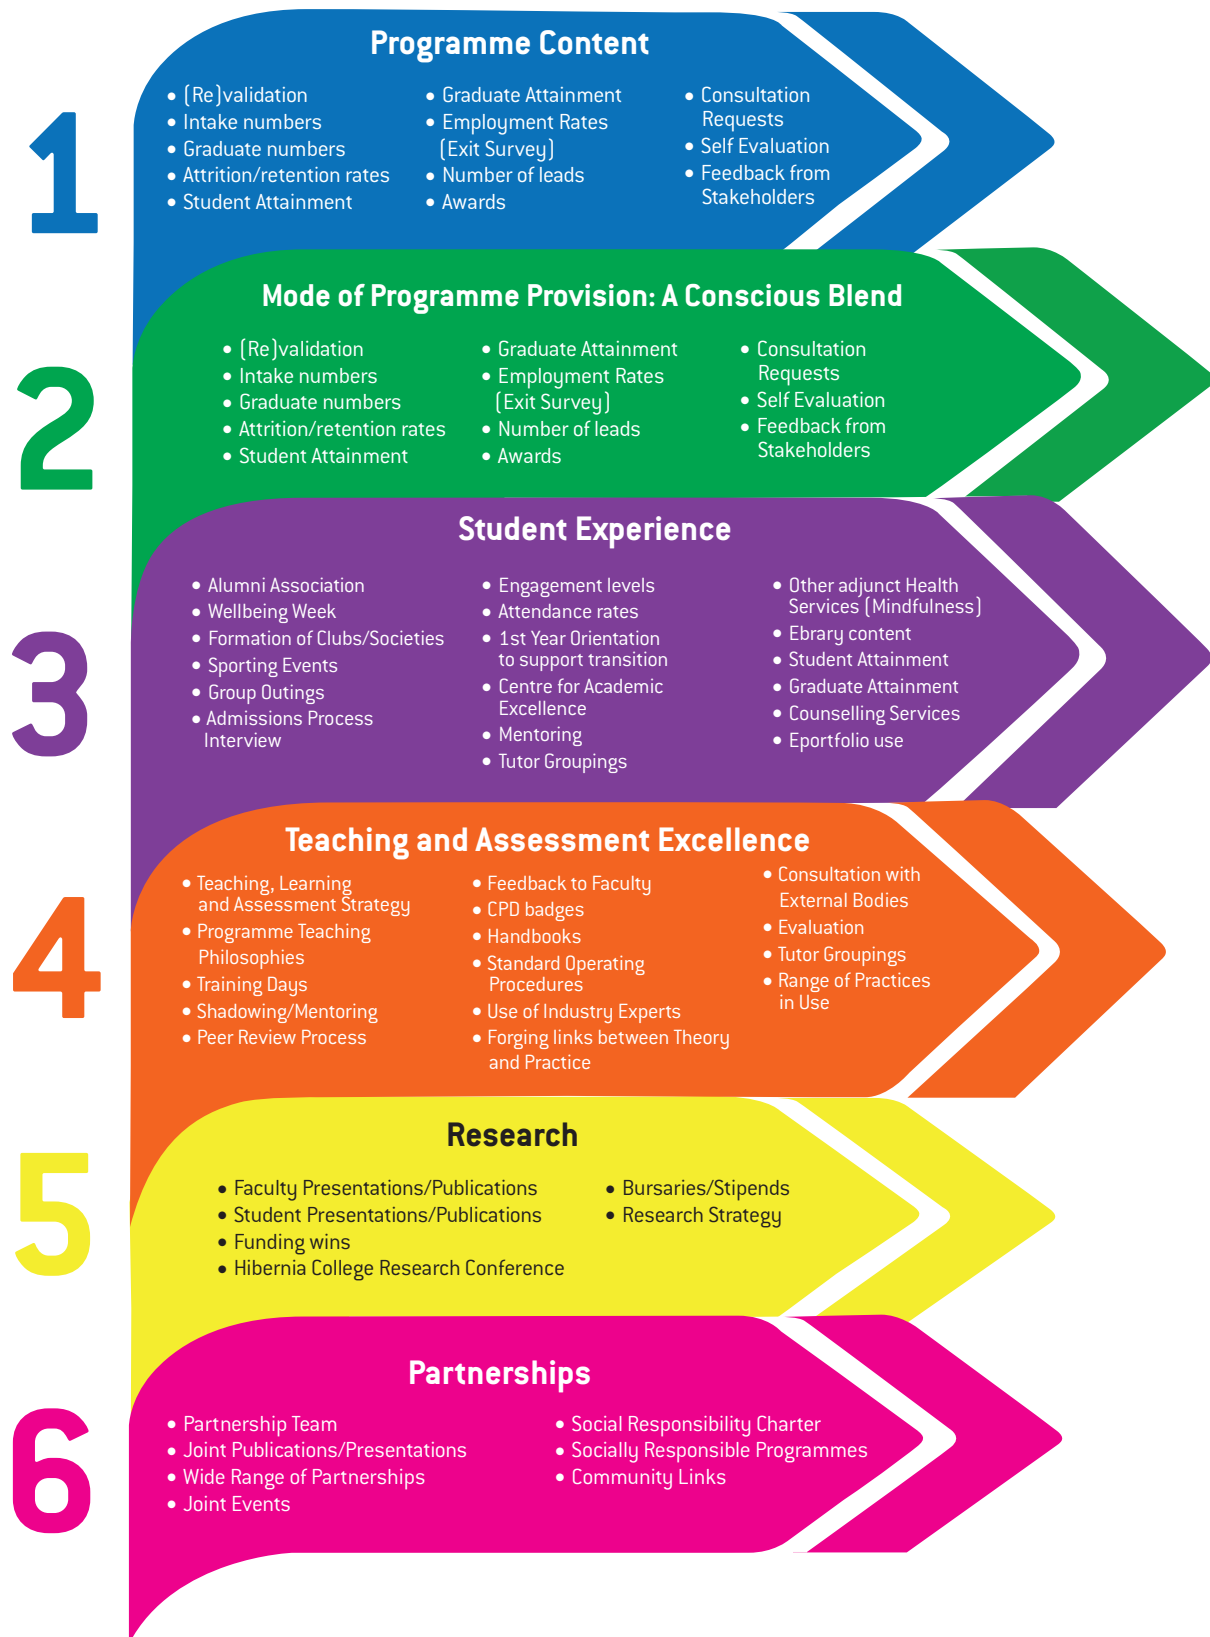 1
Programme Content
• (Re)validation
• Intake numbers
• Graduate numbers
• Attrition/retention rates
• Student Attainment
• Graduate Attainment
• Employment Rates
(Exit Survey)
• Number of leads
• Awards
• Consultation
Requests
• Self Evaluation
• Feedback from
Stakeholders
2
Mode of Programme Provision: A Conscious Blend
• (Re)validation
• Intake numbers
• Graduate numbers
• Attrition/retention rates
• Student Attainment
• Graduate Attainment
• Employment Rates
(Exit Survey)
• Number of leads
• Awards
• Consultation
Requests
• Self Evaluation
• Feedback from
Stakeholders
3
Student Experience
• Alumni Association
• Wellbeing Week
• Formation of Clubs/Societies
• Sporting Events
• Group Outings
• Admissions Process
Interview
• Engagement levels
• Attendance rates
• 1st Year Orientation
to support transition
• Centre for Academic
Excellence
• Mentoring
• Tutor Groupings
• Other adjunct Health
Services (Mindfulness)
• Ebrary content
• Student Attainment
• Graduate Attainment
• Counselling Services
• Eportfolio use
4
Teaching and Assessment Excellence
• Teaching, Learning
and Assessment Strategy
• Programme Teaching
Philosophies
• Training Days
• Shadowing/Mentoring
• Peer Review Process
• Feedback to Faculty
• CPD badges
• Handbooks
• Standard Operating
Procedures
• Use of Industry Experts
• Forging links between Theory
and Practice
• Consultation with
External Bodies
• Evaluation
• Tutor Groupings
• Range of Practices
in Use
5
Research
• Faculty Presentations/Publications
• Student Presentations/Publications
• Funding wins
• Hibernia College Research Conference
• Bursaries/Stipends
• Research Strategy
6
Partnerships
• Partnership Team
• Joint Publications/Presentations
• Wide Range of Partnerships
• Joint Events
• Social Responsibility Charter
• Socially Responsible Programmes
• Community Links